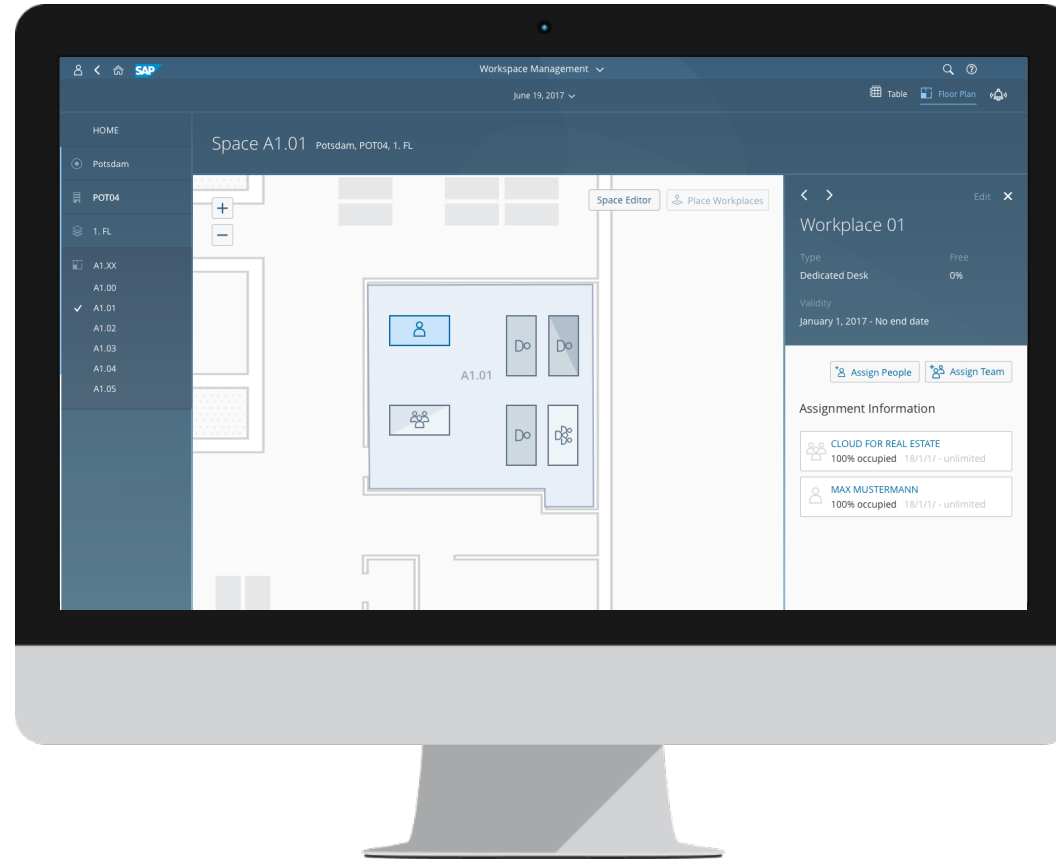 SAP
Workspace Management
June 19, 2017
Table
Floor Plan
HOME
Potsdam
POT04
1. FL
A1.XX
A1.00
A1.01
A1.02
A1.03
A1.04
A1.05
Space A1.01 Potsdam, POT04, 1. FL
+
−
Space Editor
Place Workplaces
A1.01
Edit
Workplace 01
Type Free
Dedicated Desk 0%
Validity
January 1, 2017 - No end date
Assign People
Assign Team
Assignment Information
CLOUD FOR REAL ESTATE
100% occupied 18/1/1/ - unlimited
MAX MUSTERMANN
100% occupied 18/1/1/ - unlimited